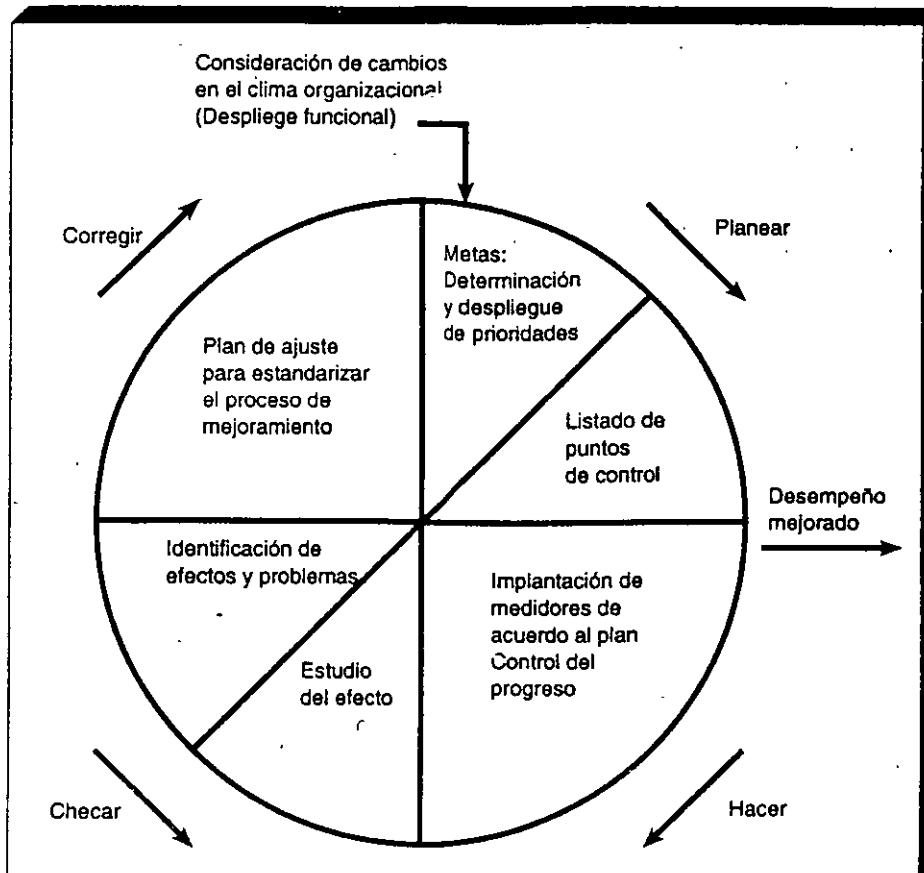 Consideración de cambios
en el clima organizacional
(Despliege funcional)
Corregir
Planear
Metas:
Determinación
y despliegue
de prioridades
Plan de ajuste
para estandarizar
el proceso de
mejoramiento
Listado de
puntos
de control
Desempeño
mejorado
Identificación de
efectos y problemas
Implantación de
medidores de
acuerdo al plan
Control del
progreso
Estudio
del efecto
Checar
Hacer